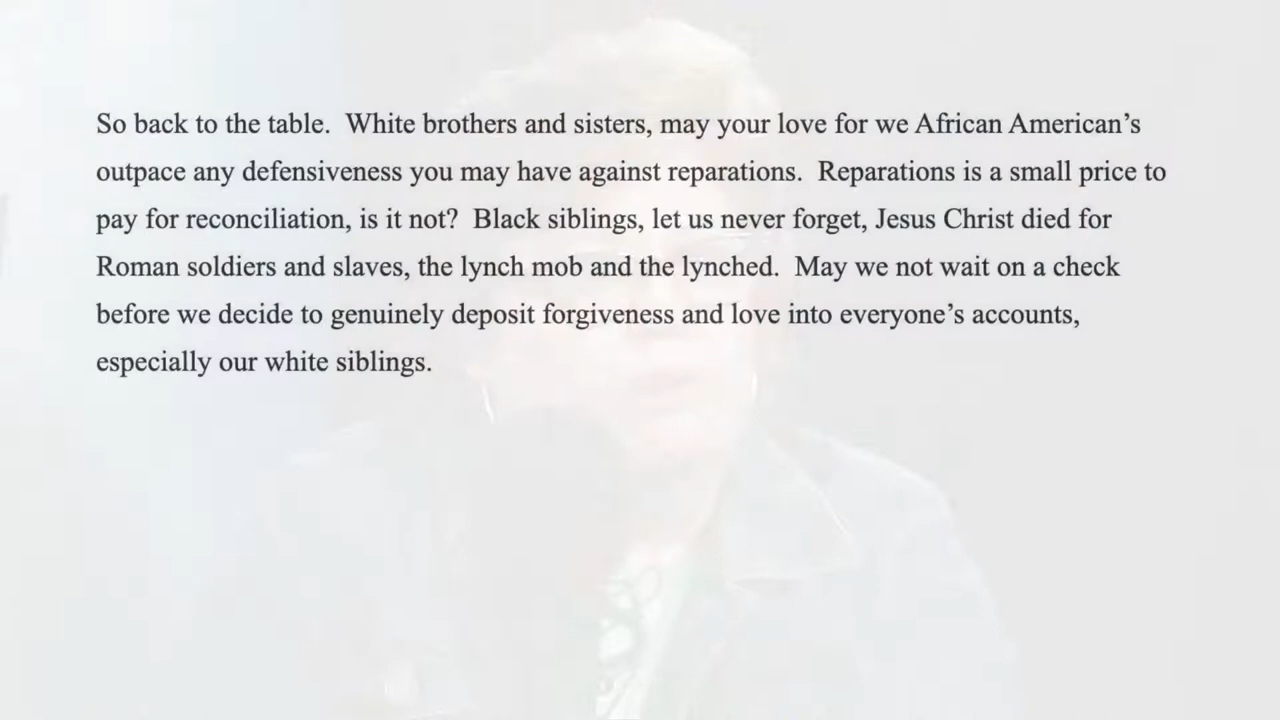 So back to the table.  White brothers and sisters, may your love for we African American’s
outpace any defensiveness you may have against reparations.  Reparations is a small price to
pay for reconciliation, is it not?  Black siblings, let us never forget, Jesus Christ died for
Roman soldiers and slaves, the lynch mob and the lynched.  May we not wait on a check
before we decide to genuinely deposit forgiveness and love into everyone’s accounts,
especially our white siblings.